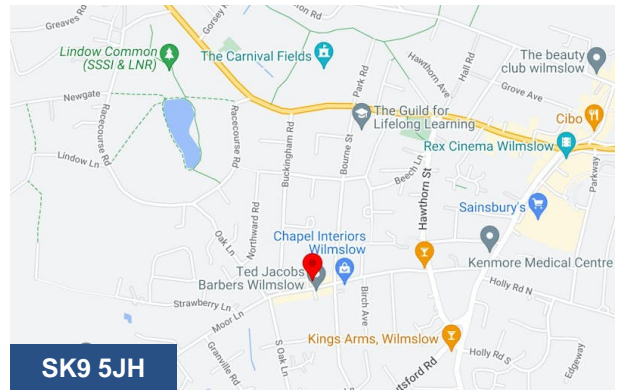 Greaves Rd
Gorsey Rd
on Rd
Lindow Common
(SSSI & LNR)
The Carnival Fields
The beauty
club wilmslow
Hawthorn Ave
Hall Rd
Park Rd
Grove Ave
Newgate
Racecourse Rd
Racecourse Rd
The Guild for
Lifelong Learning
Cibo
Buckingham Rd
Bourne St
Rex Cinema Wilmslow
Lindow Ln
Beech Ln
Parkway
Hawthorn St
Sainsbury's
Northward Rd
Oak Ln
Chapel Interiors
Wilmslow
Kenmore Medical Centre
Ted Jacobs
Barbers Wilmslow
Holly Rd N
Strawberry Ln
Moor Ln
Birch Ave
Kings Arms, Wilmslow
Granville Rd
S Oak Ln
utsford Rd
Holly Rd S
Edgeway
SK9 5JH